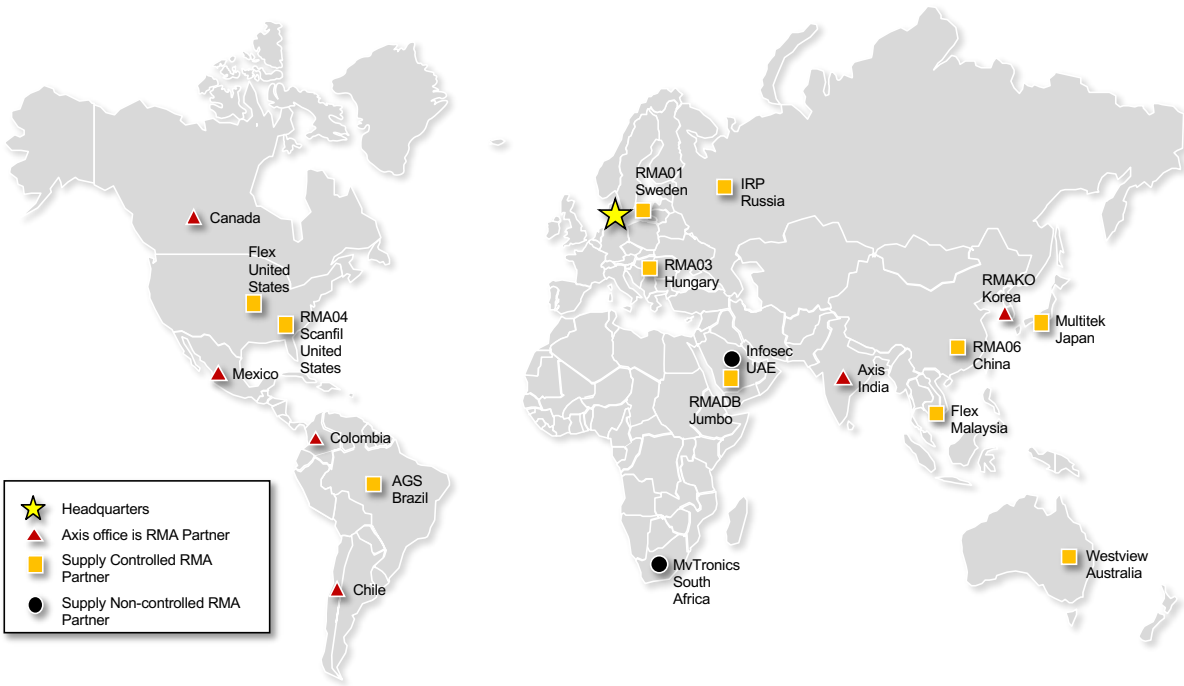 RMA01
Sweden
IRP
Russia
Canada
Flex
United
States
RMA03
Hungary
RMAKO
Korea
RMA04
Scanfil
United
States
Multitek
Japan
Infosec
UAE
RMA06
China
Mexico
Axis
India
RMADB
Jumbo
Flex
Malaysia
Colombia
AGS
Brazil
Headquarters
Axis office is RMA Partner
Supply Controlled RMA
Partner
Supply Non-controlled RMA
Partner
Chile
MvTronics
South
Africa
Westview
Australia